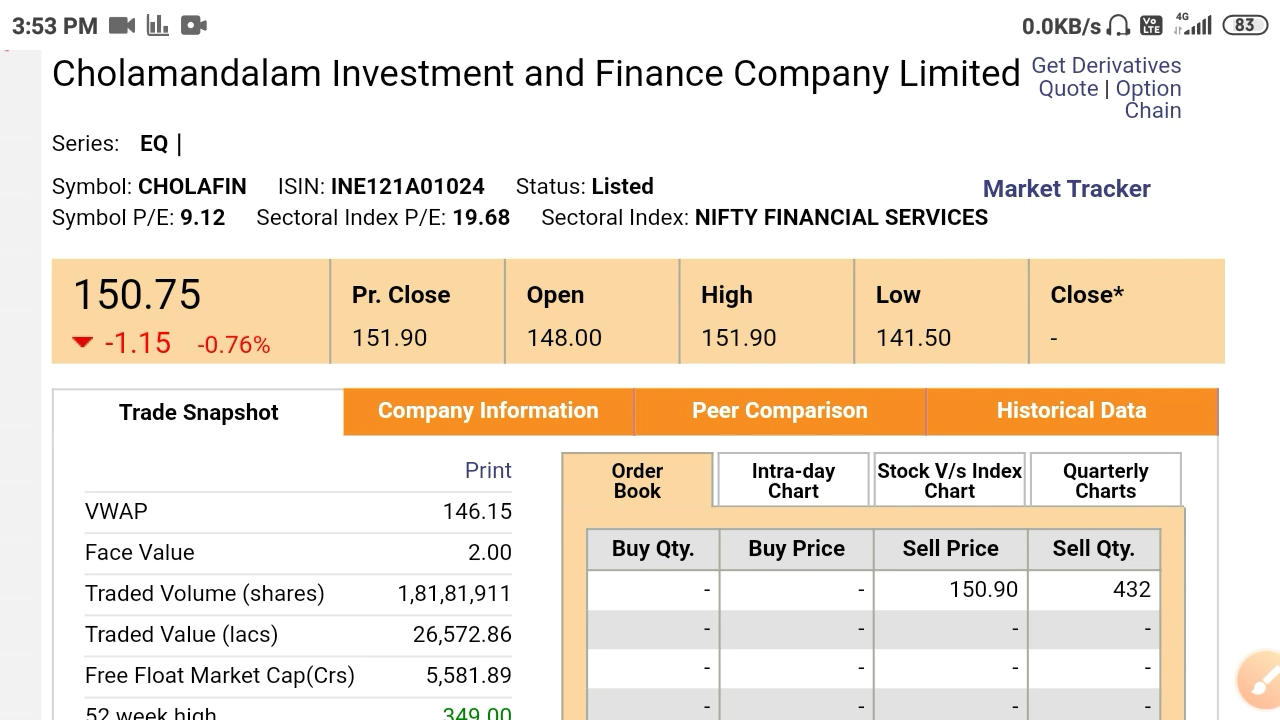 3:53 PM
0.0KB/s Vo LTE 4G 83
Cholamandalam Investment and Finance Company Limited
Get Derivatives
Quote | Option
Chain
Series: EQ |
Symbol: CHOLAFIN ISIN: INE121A01024 Status: Listed
Market Tracker
Symbol P/E: 9.12 Sectoral Index P/E: 19.68 Sectoral Index: NIFTY FINANCIAL SERVICES
150.75
-1.15 -0.76%
Pr. Close Open High Low Close*
151.90 148.00 151.90 141.50 -
Trade Snapshot Company Information Peer Comparison Historical Data
Print
VWAP 146.15
Face Value 2.00
Traded Volume (shares) 1,81,81,911
Traded Value (lacs) 26,572.86
Free Float Market Cap(Crs) 5,581.89
52 week high 349.00
Order
Book
Intra-day
Chart
Stock V/s Index
Chart
Quarterly
Charts
Buy Qty. Buy Price Sell Price Sell Qty.
- - 150.90 432
- - - -
- - - -
- - - -